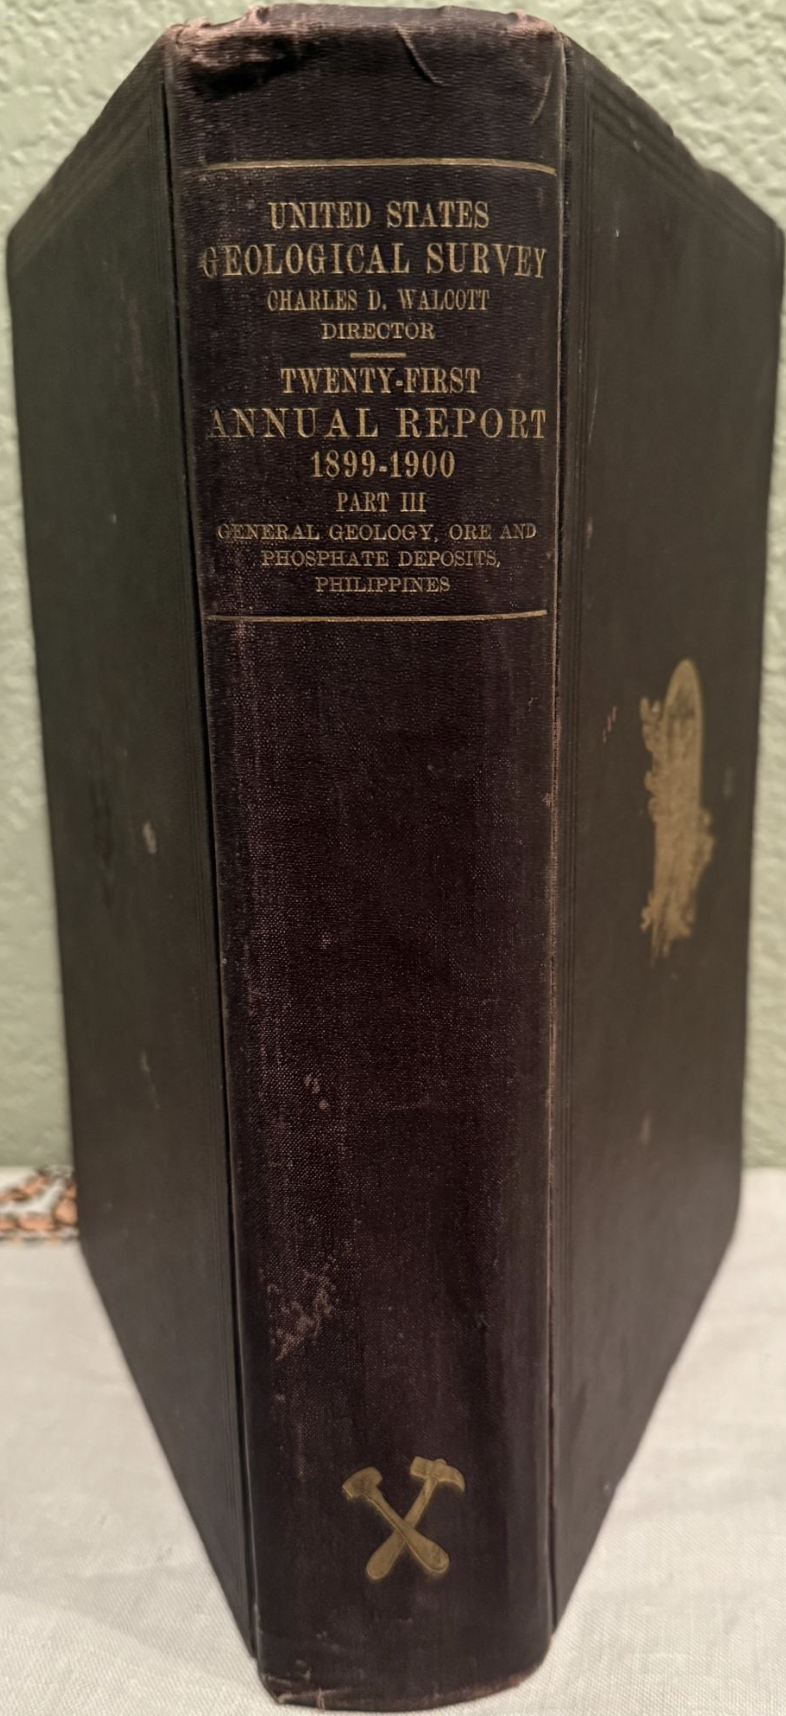 UNITED STATES
GEOLOGICAL SURVEY
CHARLES D. WALCOTT
DIRECTOR
TWENTY-FIRST
ANNUAL REPORT
1899-1900
PART III
GENERAL GEOLOGY, ORE AND
PHOSPHATE DEPOSITS,
PHILIPPINES